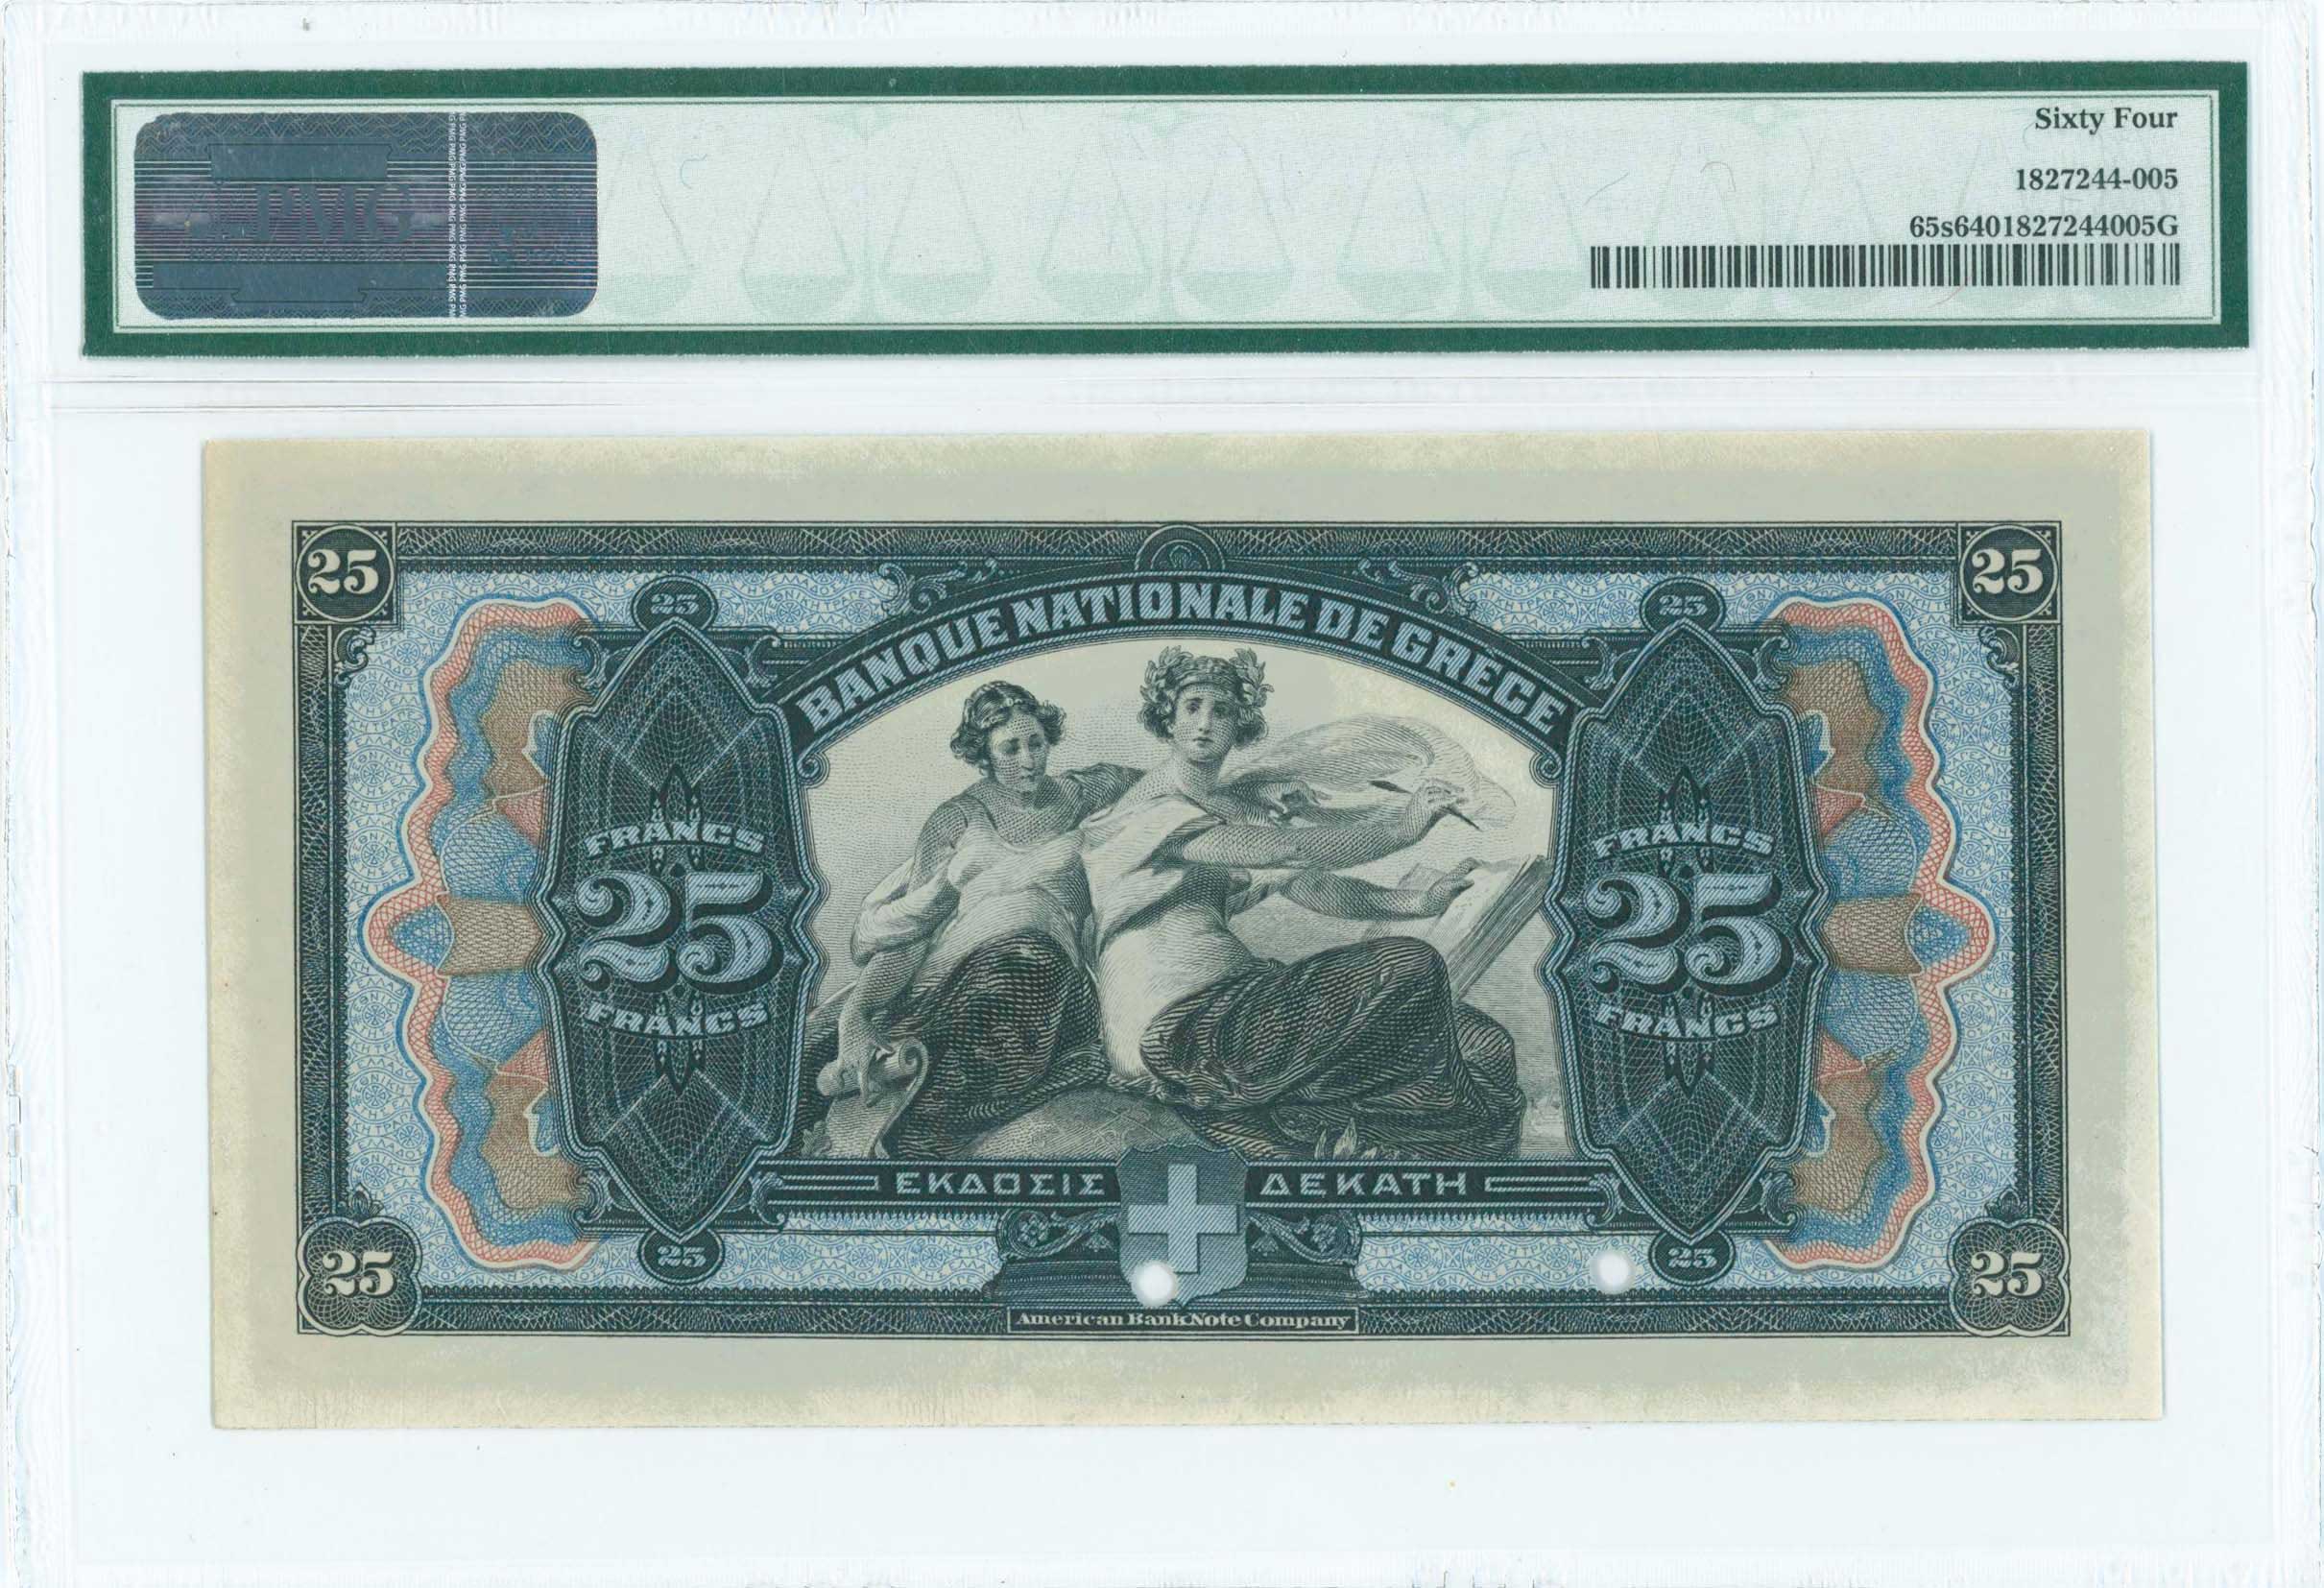 Sixty Four
1827244-005
65s6401827244005G
PMG
25
25
25
25
BANQUE NATIONALE DE GRECE
FRANCS
25
FRANCS
FRANCS
25
FRANCS
ΕΚΔΟΣΙΣ ΔΕΚΑΤΗ
25
25
25
25
American Bank Note Company